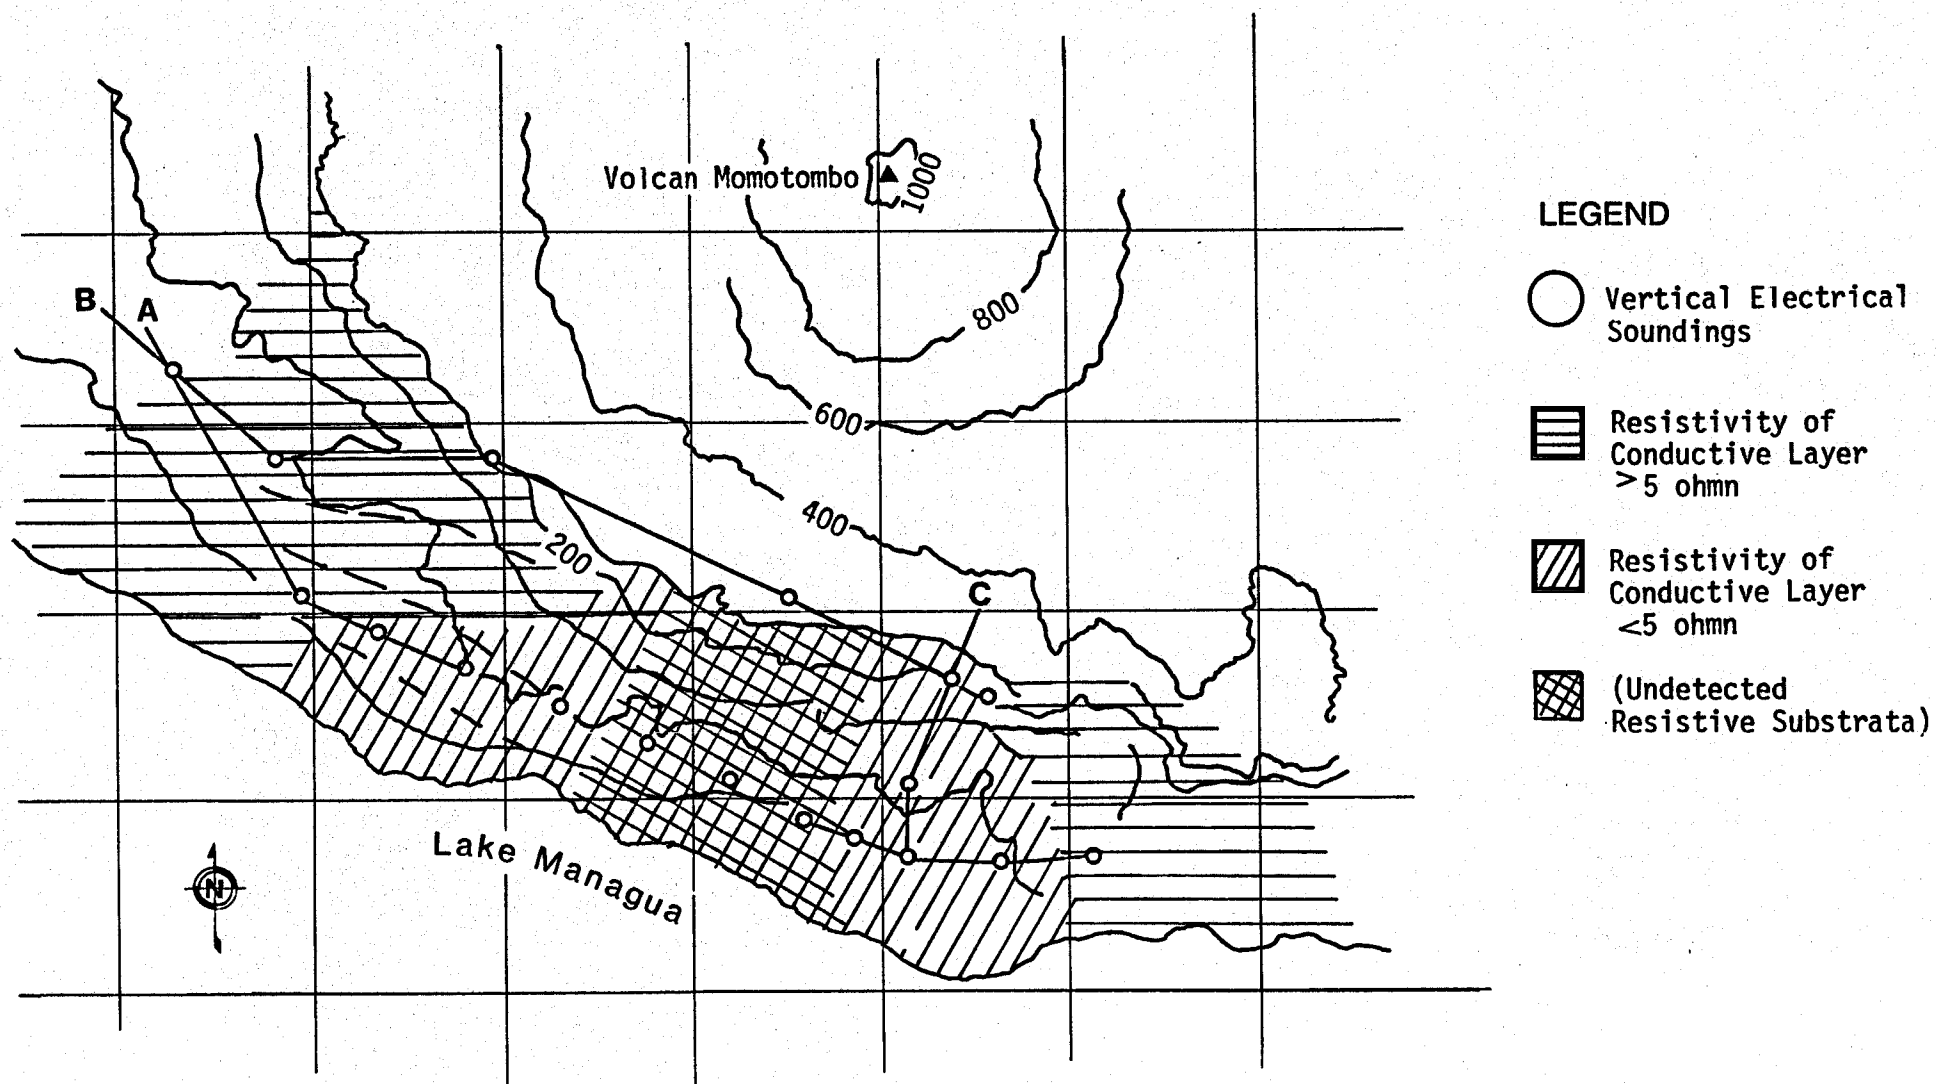 Volcan Momotombo
1000
LEGEND
B
A
Vertical Electrical
Soundings
800
600
Resistivity of
Conductive Layer
>5 ohmn
400
200
C
Resistivity of
Conductive Layer
<5 ohmn
(Undetected
Resistive Substrata)
Lake Managua
N